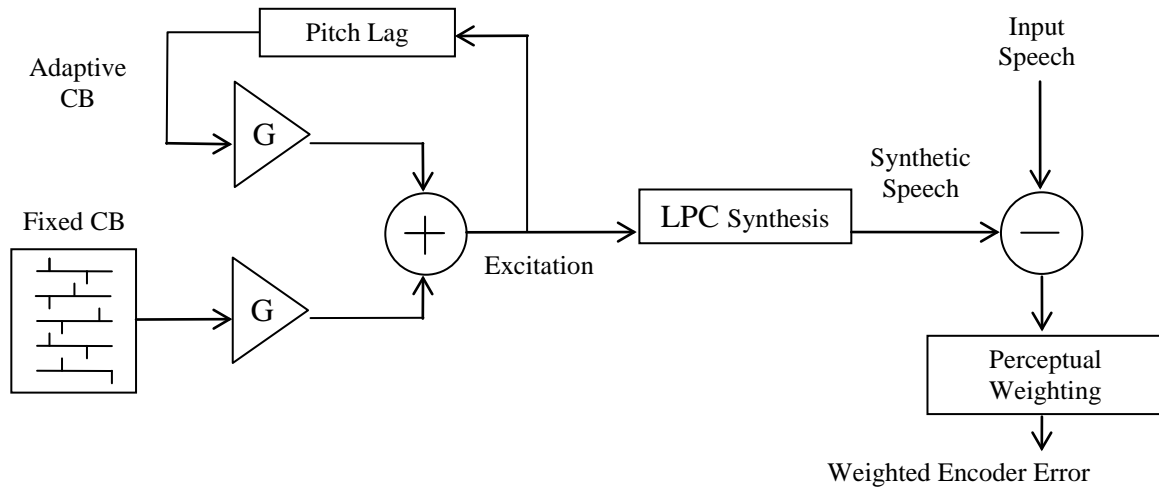 Pitch Lag
Input
Speech
Adaptive
CB
G
Synthetic
Speech
Fixed CB
LPC Synthesis
Excitation
G
Perceptual
Weighting
Weighted Encoder Error